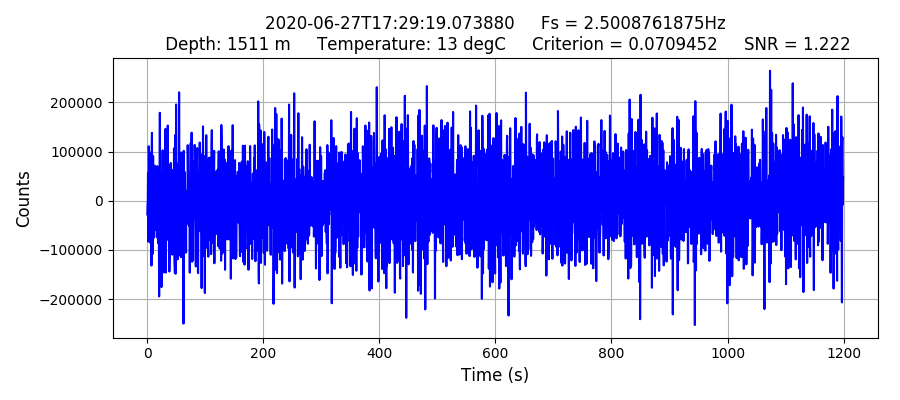 2020-06-27T17:29:19.073880 Fs = 2.5008761875Hz
Depth: 1511 m Temperature: 13 degC Criterion = 0.0709452 SNR = 1.222
200000
100000
0
−100000
−200000
Counts
0 200 400 600 800 1000 1200
Time (s)